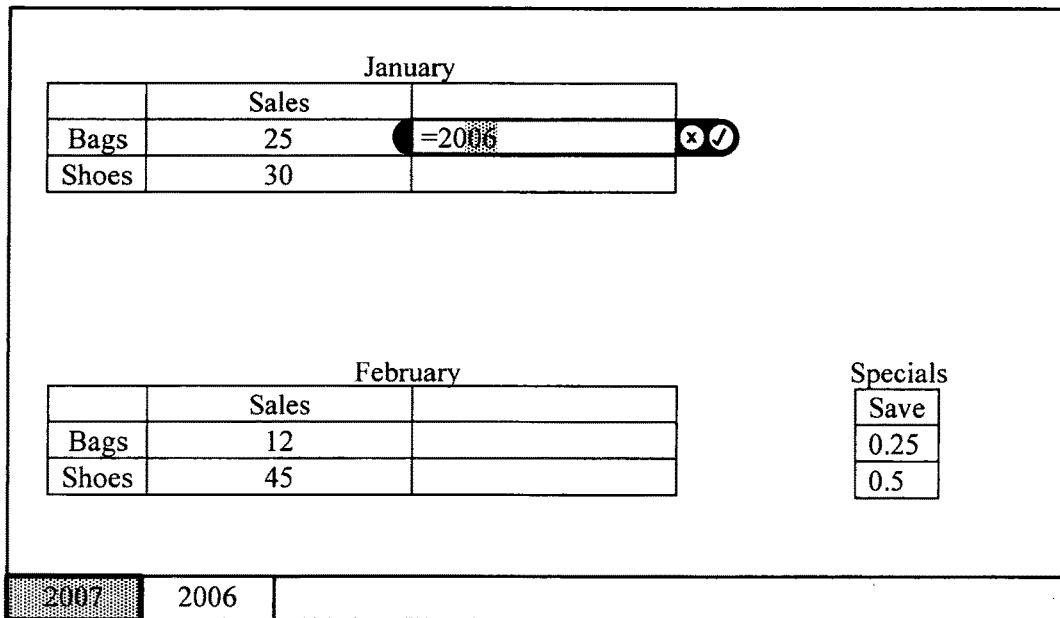 January
Sales
Bags 25 =2006
Shoes 30
February
Specials
Sales
Save
Bags 12
0.25
Shoes 45
0.5
2007 2006